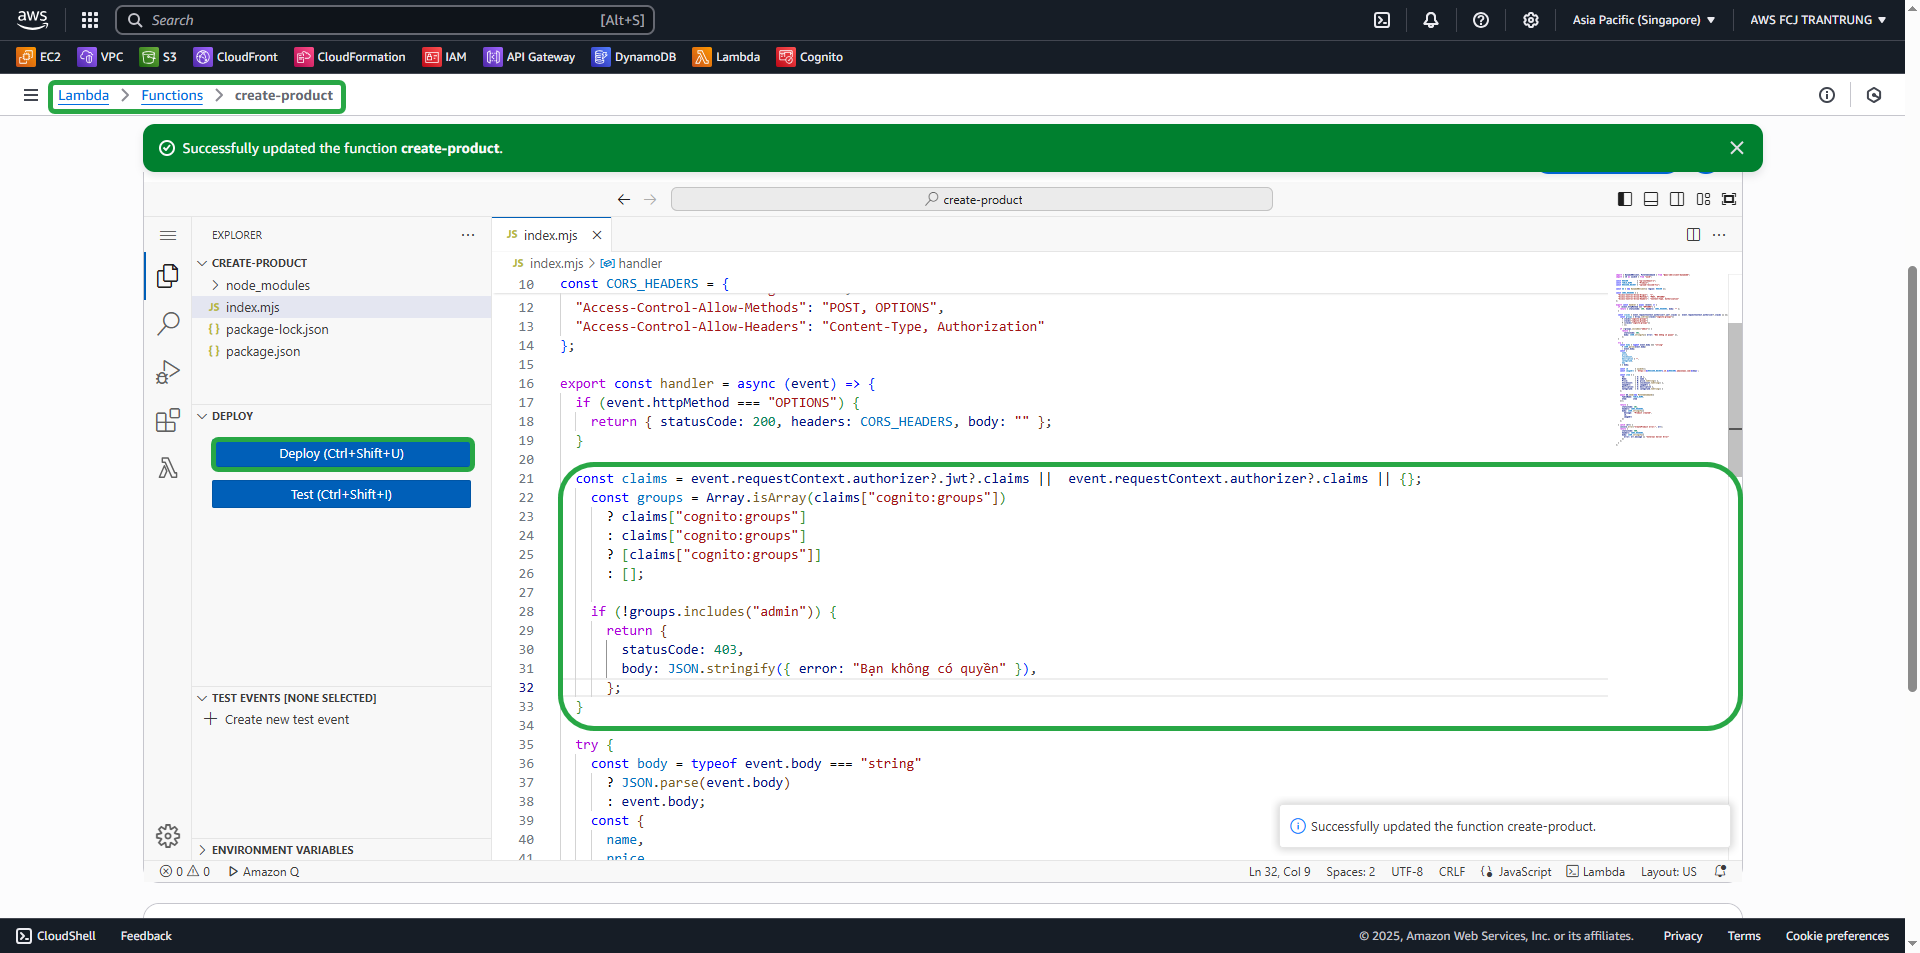 aws
Search [Alt+S]
Asia Pacific (Singapore)
AWS FCJ TRANTRUNG
EC2 VPC S3 CloudFront CloudFormation IAM API Gateway DynamoDB Lambda Cognito
Lambda Functions create-product
Successfully updated the function create-product.
create-product
EXPLORER
JS index.mjs
CREATE-PRODUCT
node_modules
JS index.mjs
{} package-lock.json
{} package.json
DEPLOY
Deploy (Ctrl+Shift+U)
Test (Ctrl+Shift+I)
TEST EVENTS [NONE SELECTED]
Create new test event
ENVIRONMENT VARIABLES
JS index.mjs > handler
10 const CORS_HEADERS = {
12 "Access-Control-Allow-Methods": "POST, OPTIONS",
13 "Access-Control-Allow-Headers": "Content-Type, Authorization"
14 };
15
16 export const handler = async (event) => {
17 if (event.httpMethod === "OPTIONS") {
18 return { statusCode: 200, headers: CORS_HEADERS, body: "" };
19 }
20
21 const claims = event.requestContext.authorizer?.jwt?.claims || event.requestContext.authorizer?.claims || {};
22 const groups = Array.isArray(claims["cognito:groups"])
23 ? claims["cognito:groups"]
24 : claims["cognito:groups"]
25 ? [claims["cognito:groups"]]
26 : [];
27
28 if (!groups.includes("admin")) {
29 return {
30 statusCode: 403,
31 body: JSON.stringify({ error: "Bạn không có quyền" }),
32 };
33 }
34
35 try {
36 const body = typeof event.body === "string"
37 ? JSON.parse(event.body)
38 : event.body;
39 const {
40 name,
41 price
Successfully updated the function create-product.
0 0 Amazon Q
Ln 32, Col 9 Spaces: 2 UTF-8 CRLF {} JavaScript Lambda Layout: US
CloudShell Feedback
© 2025, Amazon Web Services, Inc. or its affiliates. Privacy Terms Cookie preferences